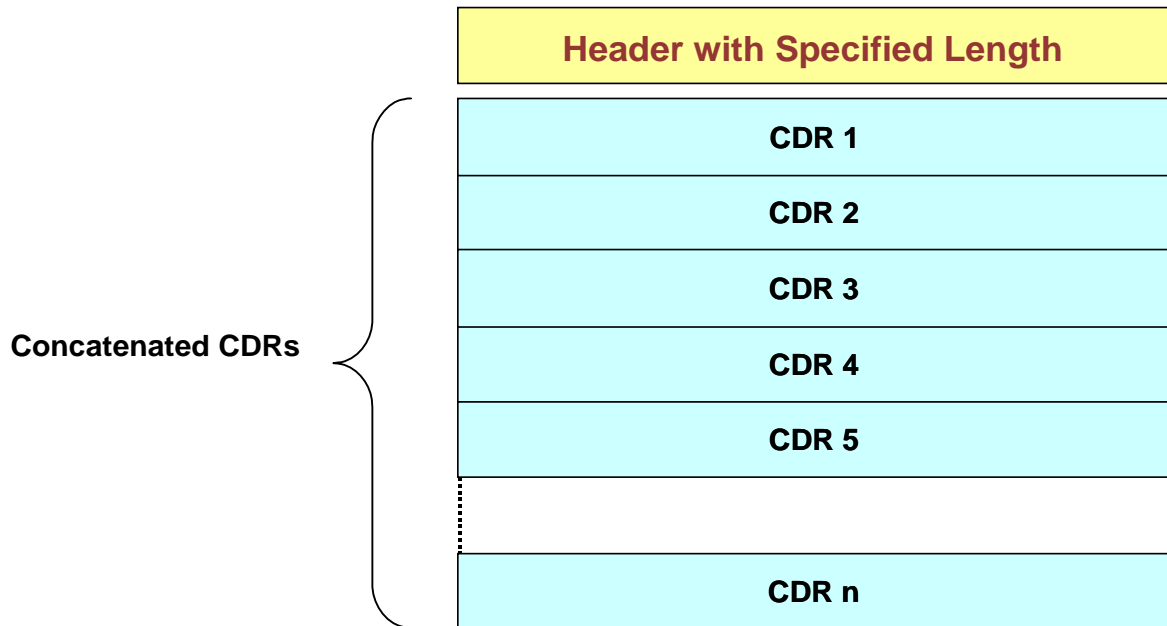 Header with Specified Length
CDR 1
CDR 2
CDR 3
Concatenated CDRs
CDR 4
CDR 5
CDR n